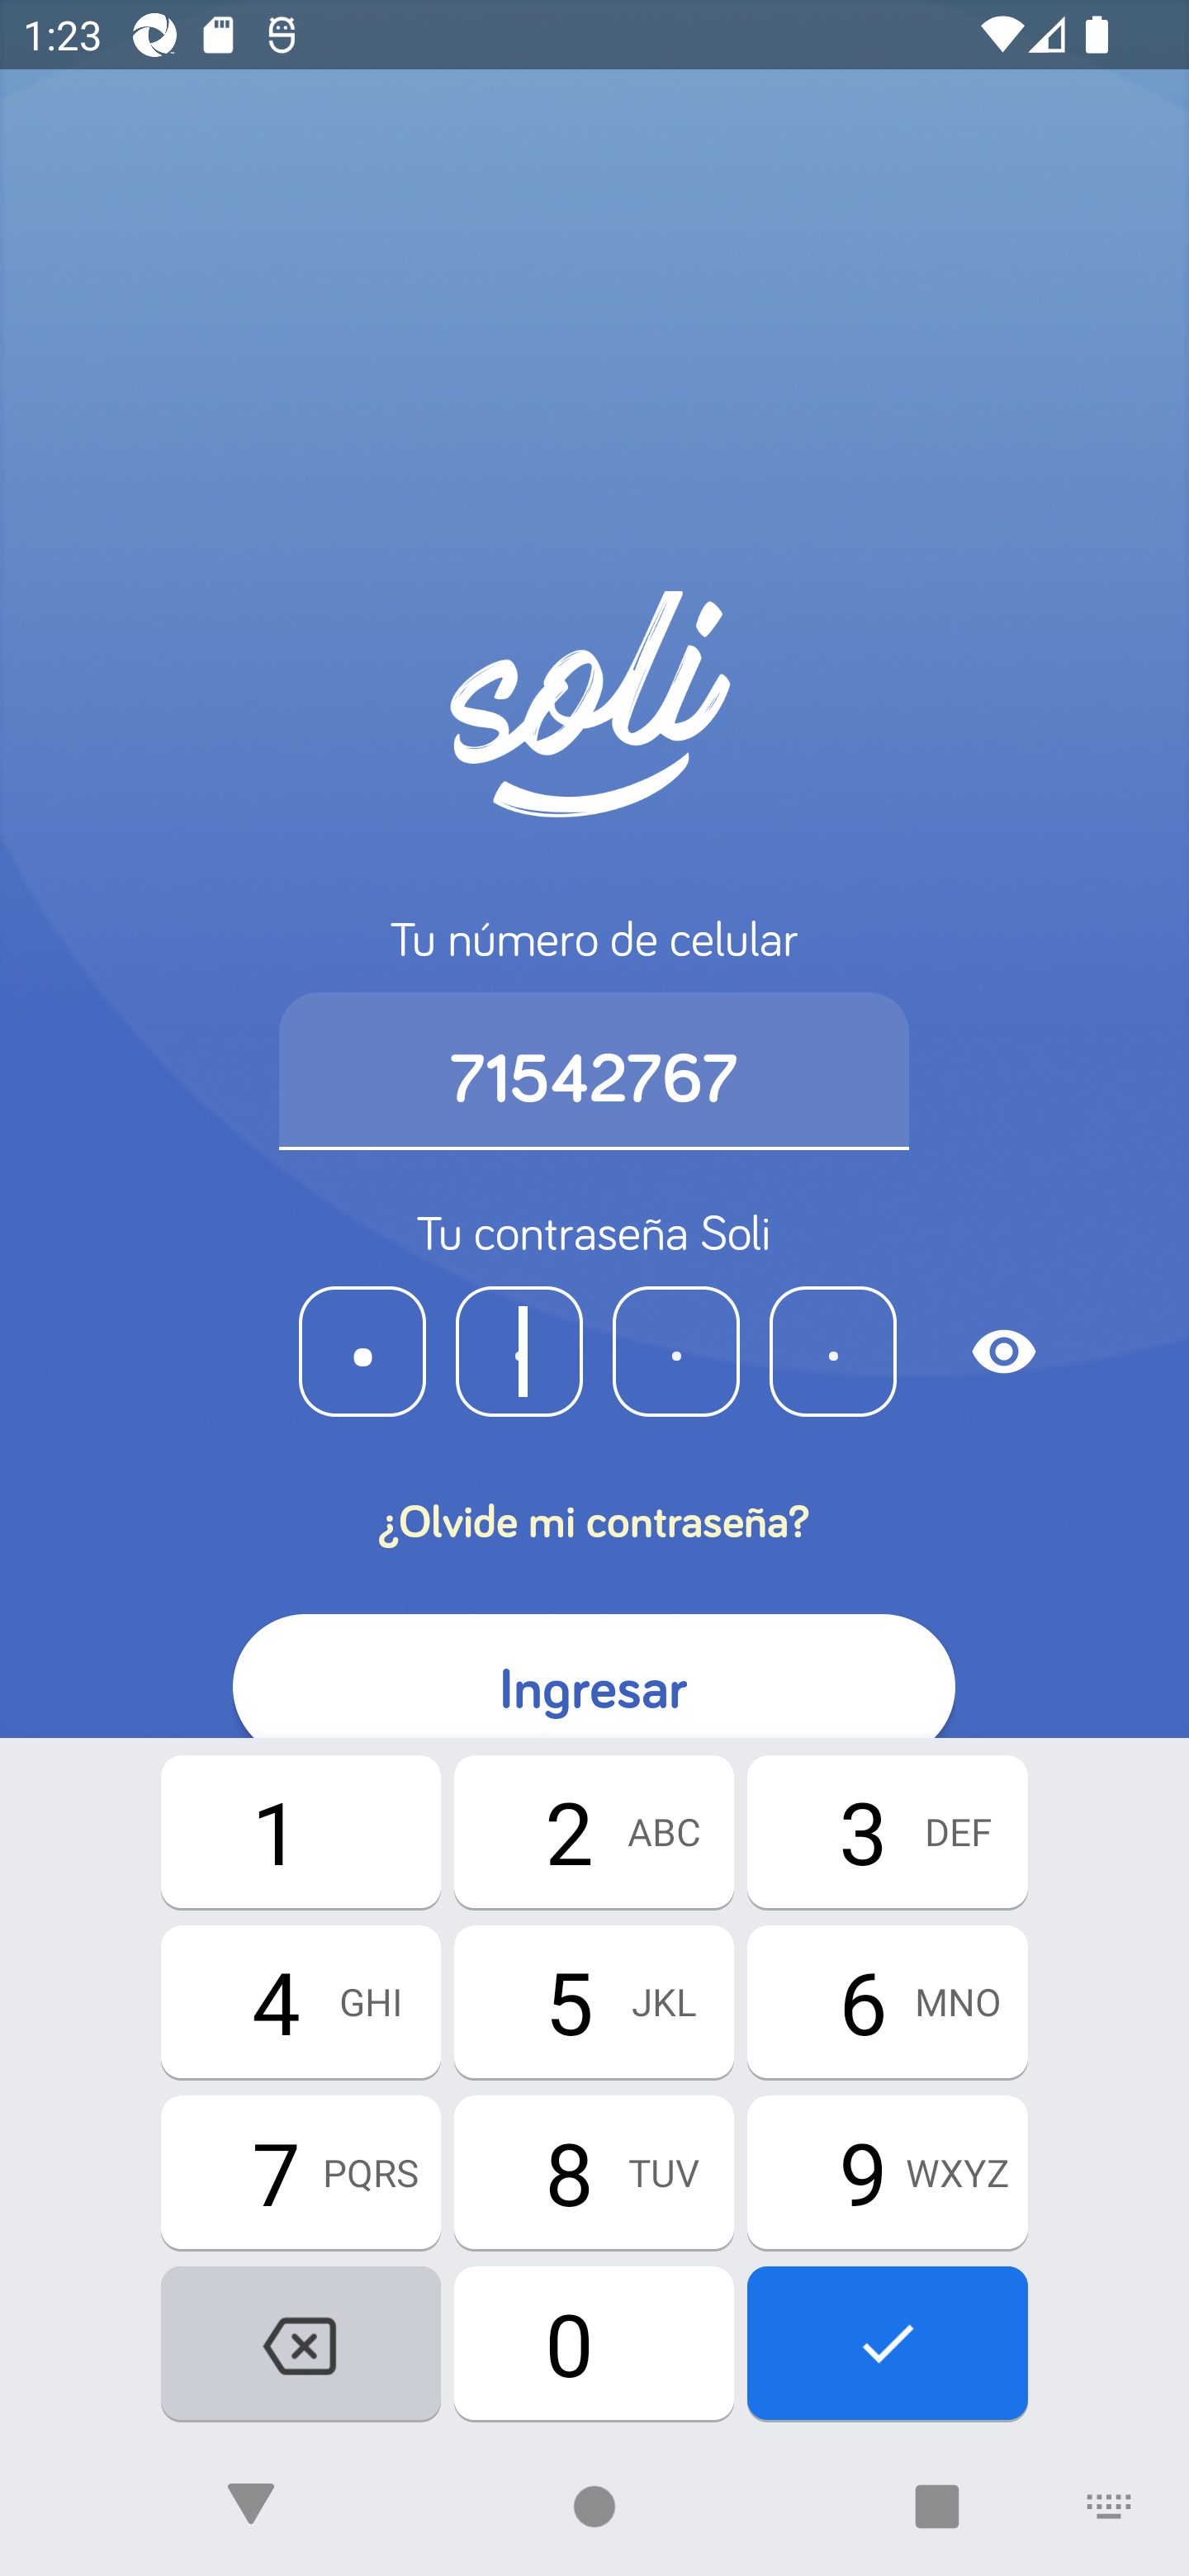 1:23
soli
Tu número de celular
71542767
Tu contraseña Soli
¿Olvide mi contraseña?
Ingresar
1
2 ABC
3 DEF
4 GHI
5 JKL
6 MNO
7 PQRS
8 TUV
9 WXYZ
0